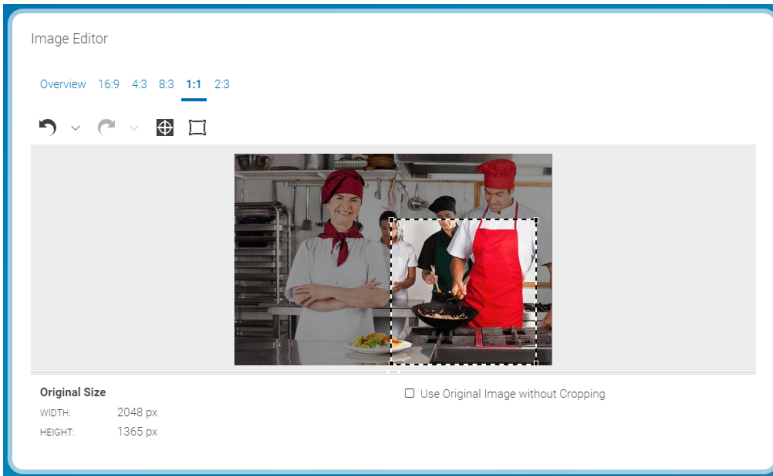 Image Editor
Overview 16:9 4:3 8:3 1:1 2:3
Original Size
Use Original Image without Cropping
WIDTH: 2048 px
HEIGHT: 1365 px